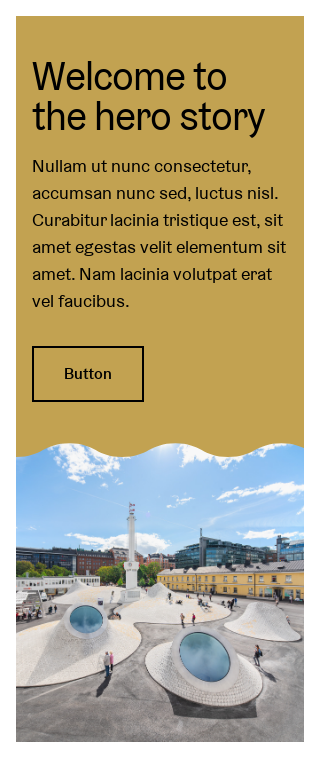 Welcome to
the hero story
Nullam ut nunc consectetur,
accumsan nunc sed, luctus nisl.
Curabitur lacinia tristique est, sit
amet egestas velit elementum sit
amet. Nam lacinia volutpat erat
vel faucibus.
Button